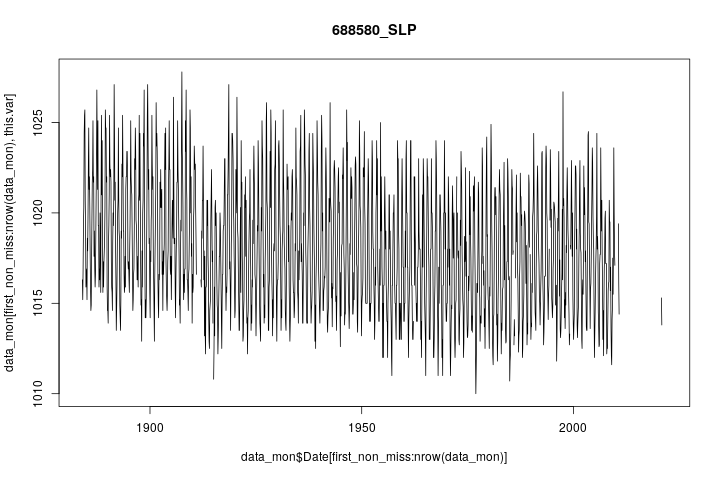 688580_SLP
data_mon[first_non_miss:nrow(data_mon), this.var]
1025
1020
1015
1010
1900
1950
2000
data_mon$Date[first_non_miss:nrow(data_mon)]